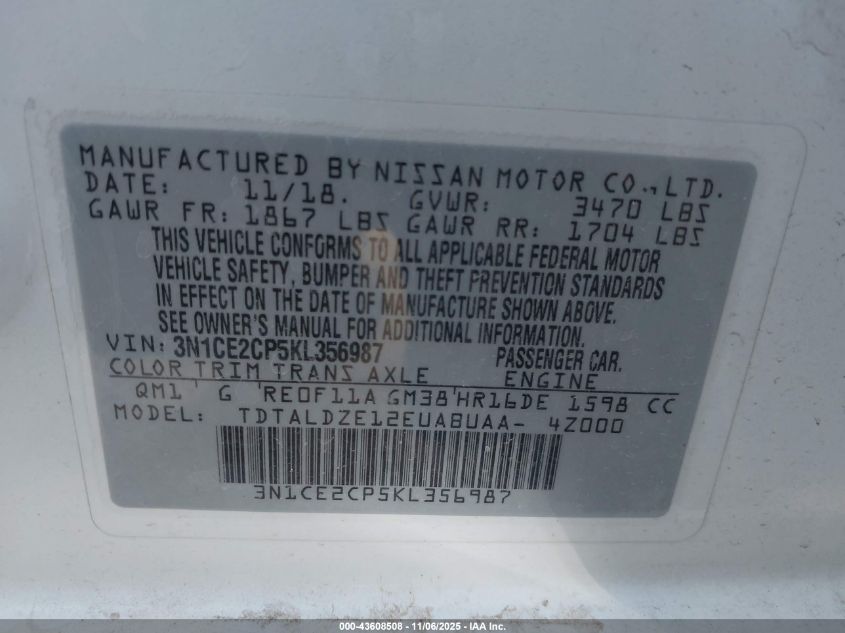 MANUFACTURED BY NISSAN MOTOR CO.,LTD.
DATE: 11/18. GVWR: 3470 LBS
GAWR FR: 1867 LBS GAWR RR: 1704 LBS
THIS VEHICLE CONFORMS TO ALL APPLICABLE FEDERAL MOTOR
VEHICLE SAFETY, BUMPER AND THEFT PREVENTION STANDARDS
IN EFFECT ON THE DATE OF MANUFACTURE SHOWN ABOVE.
SEE OWNER'S MANUAL FOR ADDITIONAL INFORMATION.
VIN: 3N1CE2CP5KL356987 PASSENGER CAR.
COLOR TRIM TRANS AXLE ENGINE
QM1 ' G 'RE0F11A GM38'HR16DE 1598 CC
MODEL: TDTALDZE12EUA8UAA- 4Z000
3N1CE2CP5KL356987
000-43608508 - 11/06/2025 - IAA Inc.